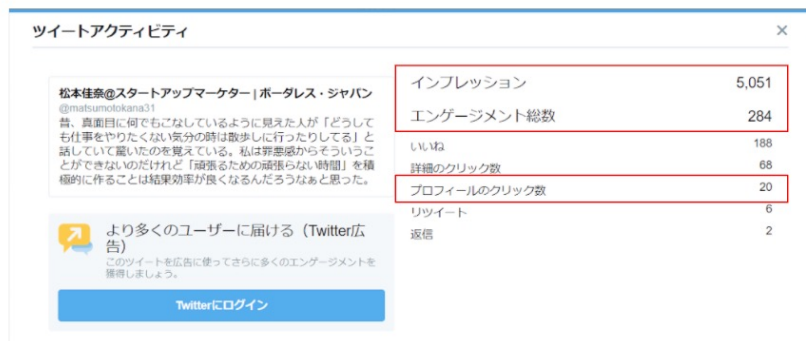 ツイートアクティビティ
×
松本佳奈@スタートアップマーケター | ボーダレス・ジャパン
@matsumotokana31
昔、真面目に何でもこなしているように見えた人が「どうして
も仕事をやりたくない気分の時は散歩しに行ったりしてる」と
話していて驚いたのを覚えている。私は罪悪感からそういうこ
とができないのだけれど「頑張るための頑張らない時間」を積
極的に作ることは結果効率が良くなるんだろうなぁと思った。
より多くのユーザーに届ける（Twitter広
告）
このツイートを広告に使ってさらに多くのエンゲージメントを
獲得しましょう。
Twitterにログイン
インプレッション 5,051
エンゲージメント総数 284
いいね 188
詳細のクリック数 68
プロフィールのクリック数 20
リツイート 6
返信 2